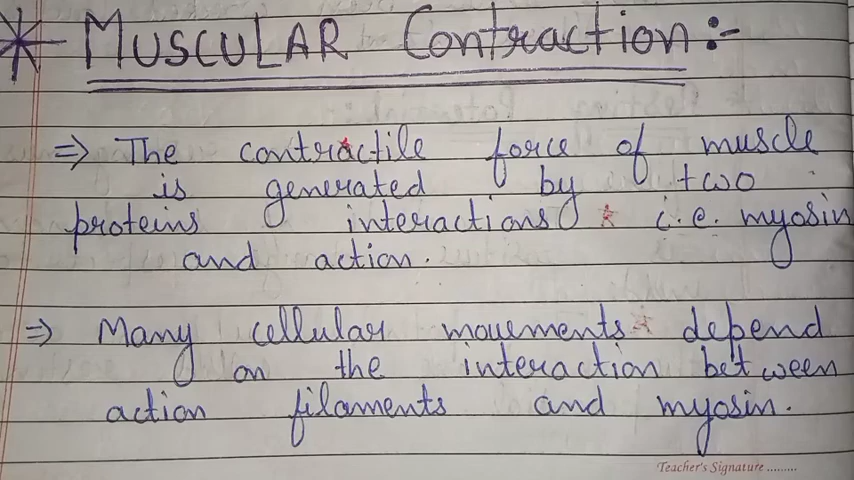 * MUSCULAR Contraction :-
⇒ The contractile force of muscle
is generated by two
proteins interactions * i.e. myosin
and action.
⇒ Many cellular movements * depend
on the interaction between
action filaments and myosin.
Teacher's Signature .........